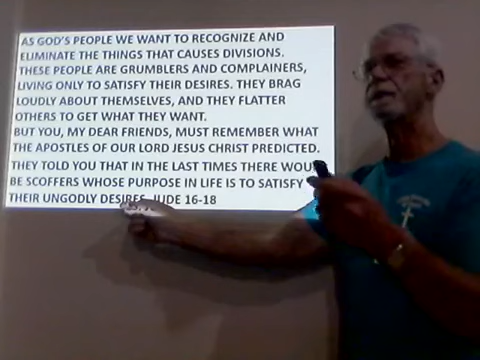 AS GOD'S PEOPLE WE WANT TO RECOGNIZE AND
ELIMINATE THE THINGS THAT CAUSES DIVISIONS.
THESE PEOPLE ARE GRUMBLERS AND COMPLAINERS,
LIVING ONLY TO SATISFY THEIR DESIRES. THEY BRAG
LOUDLY ABOUT THEMSELVES, AND THEY FLATTER
OTHERS TO GET WHAT THEY WANT.
BUT YOU, MY DEAR FRIENDS, MUST REMEMBER WHAT
THE APOSTLES OF OUR LORD JESUS CHRIST PREDICTED.
THEY TOLD YOU THAT IN THE LAST TIMES THERE WOU
BE SCOFFERS WHOSE PURPOSE IN LIFE IS TO SATISFY
THEIR UNGODLY DESIRES. JUDE 16-18